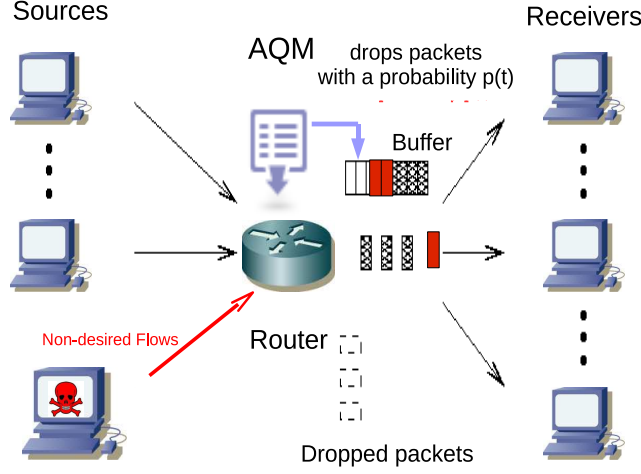 Sources
Receivers
AQM
drops packets
with a probability p(t)
Buffer
Non-desired Flows
Router
Dropped packets